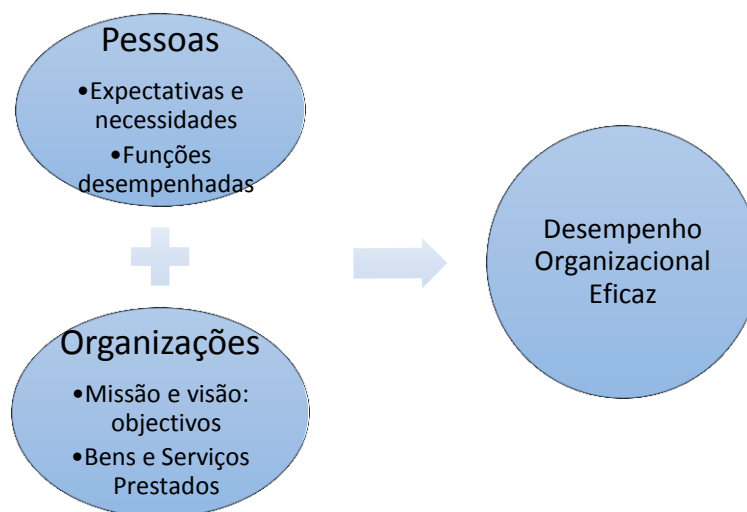 Pessoas
•Expectativas e
necessidades
•Funções
desempenhadas
Organizações
•Missão e visão:
objectivos
•Bens e Serviços
Prestados
Desempenho
Organizacional
Eficaz